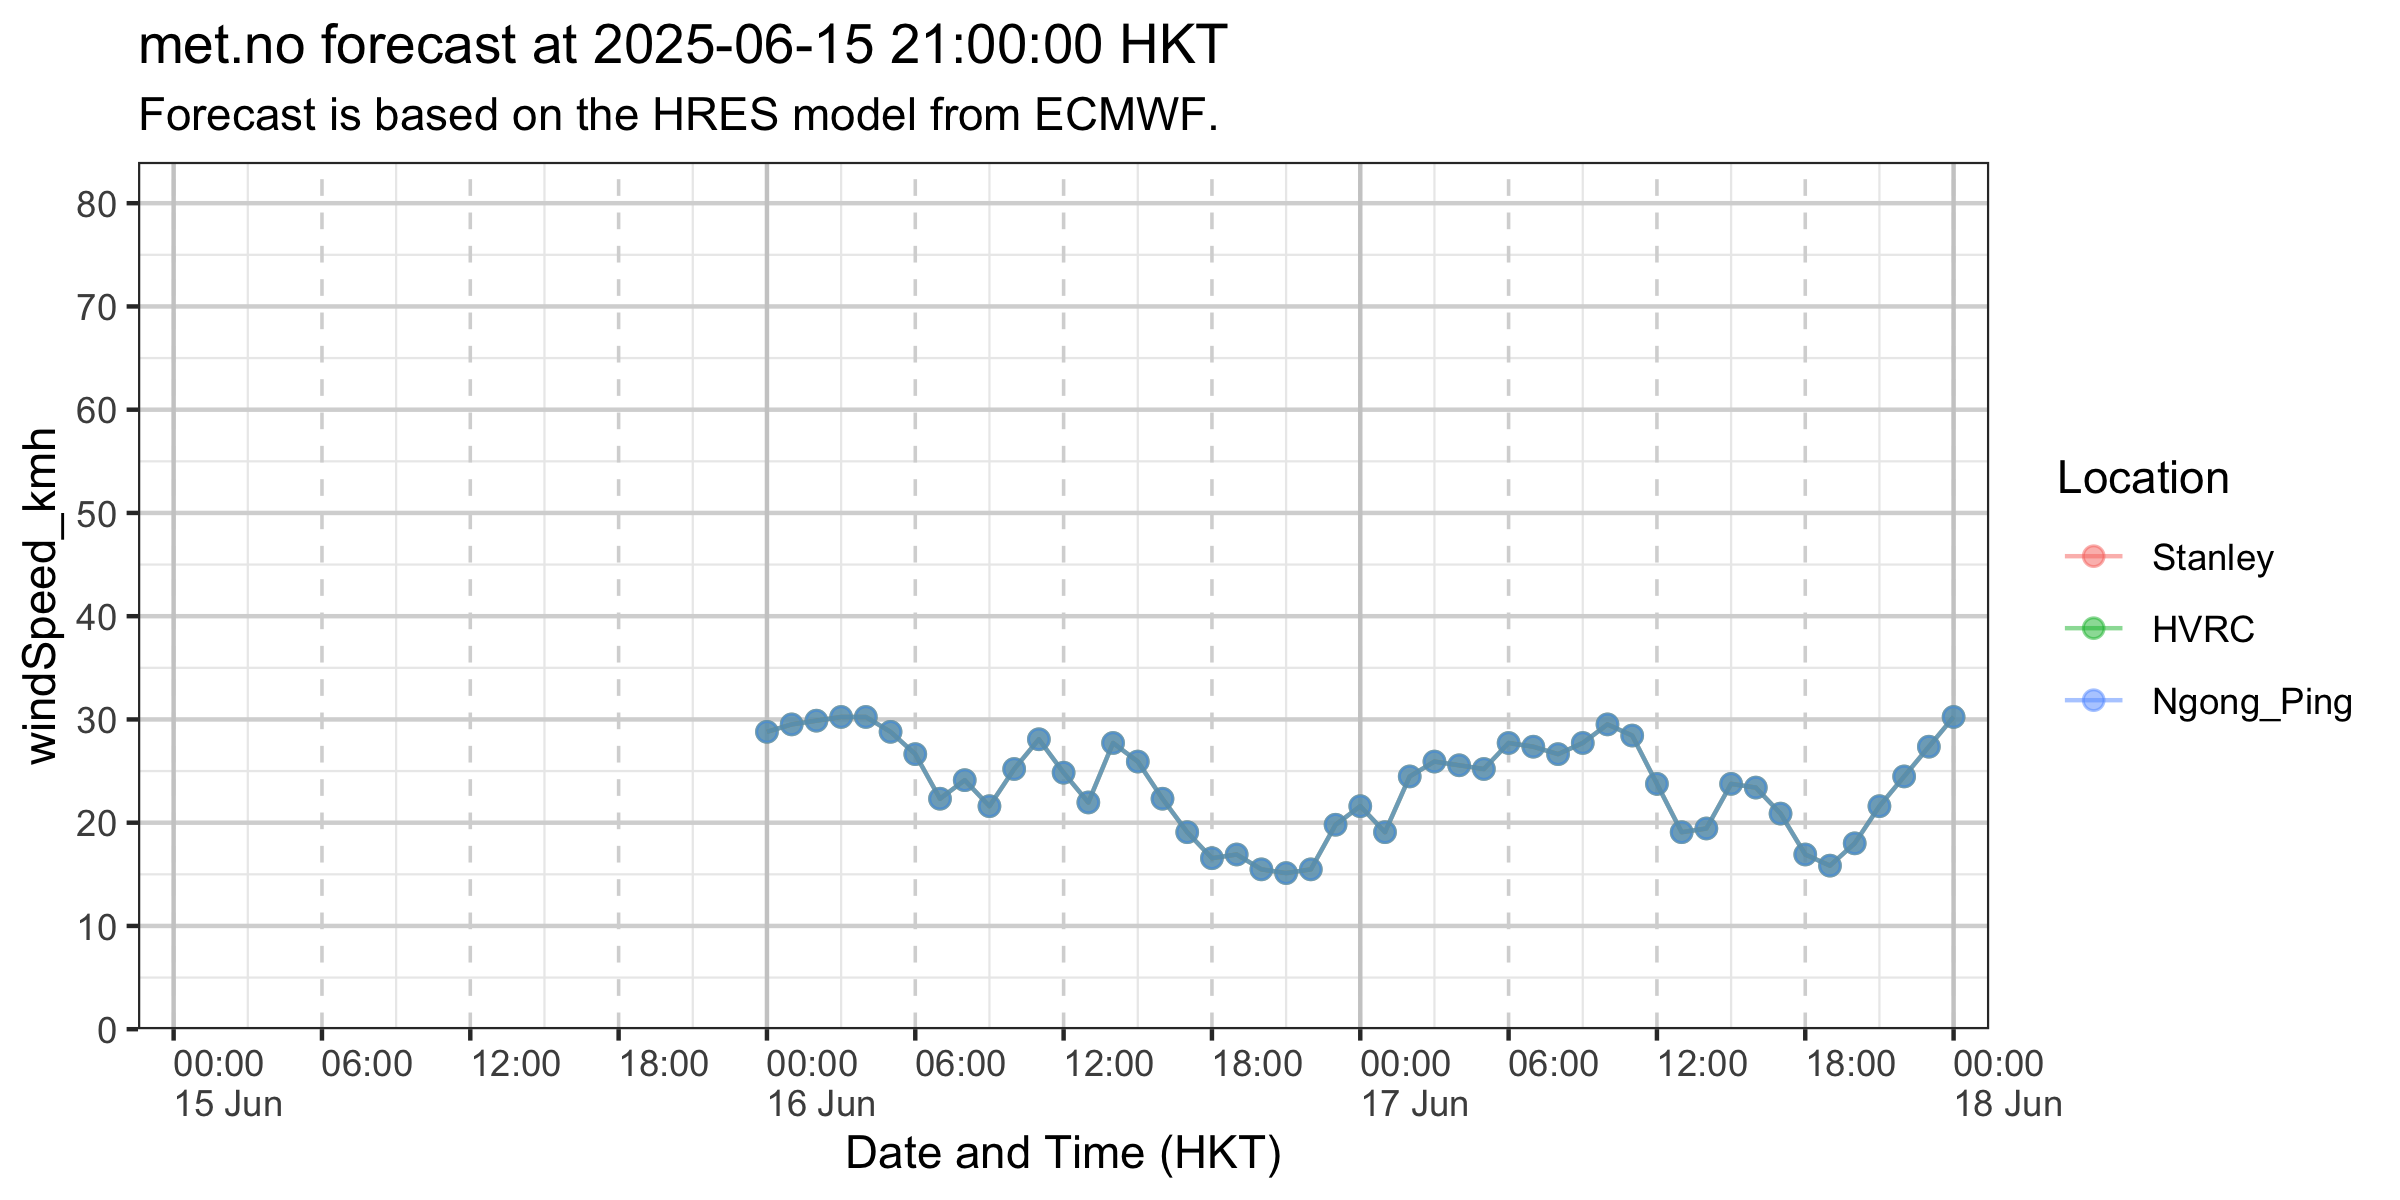 met.no forecast at 2025-06-15 21:00:00 HKT
Forecast is based on the HRES model from ECMWF.
windSpeed_kmh
80
70
60
50
40
30
20
10
0
00:00 06:00 12:00 18:00 00:00 06:00 12:00 18:00 00:00 06:00 12:00 18:00 00:00
15 Jun 16 Jun 17 Jun 18 Jun
Date and Time (HKT)
Location
Stanley
HVRC
Ngong_Ping